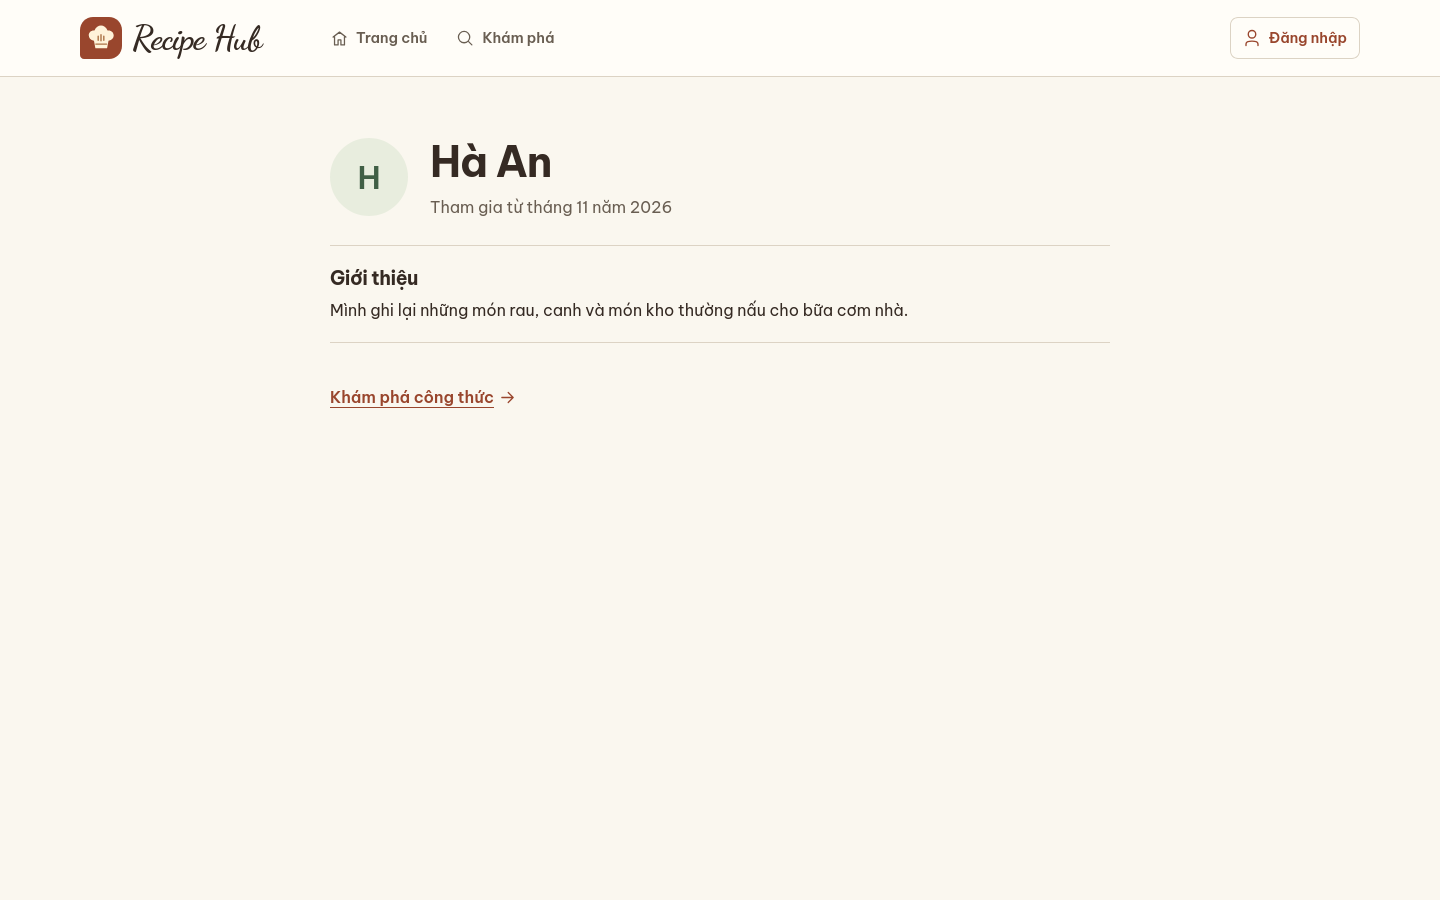 Recipe Hub
Trang chủ
Khám phá
Đăng nhập
H
Hà An
Tham gia từ tháng 11 năm 2026
Giới thiệu
Mình ghi lại những món rau, canh và món kho thường nấu cho bữa cơm nhà.
Khám phá công thức →